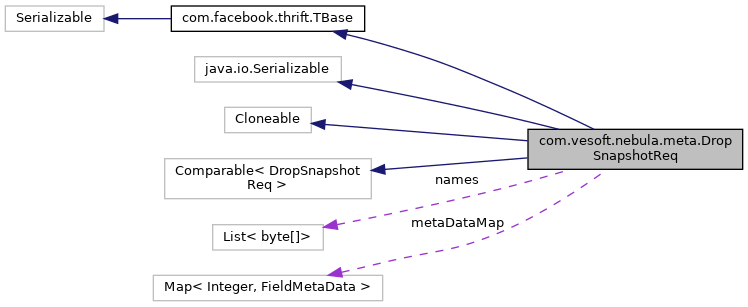 Serializable
com.facebook.thrift.TBase
java.io.Serializable
Cloneable
com.vesoft.nebula.meta.Drop
SnapshotReq
Comparable< DropSnapshot
Req >
names
metaDataMap
List< byte[]>
Map< Integer, FieldMetaData >